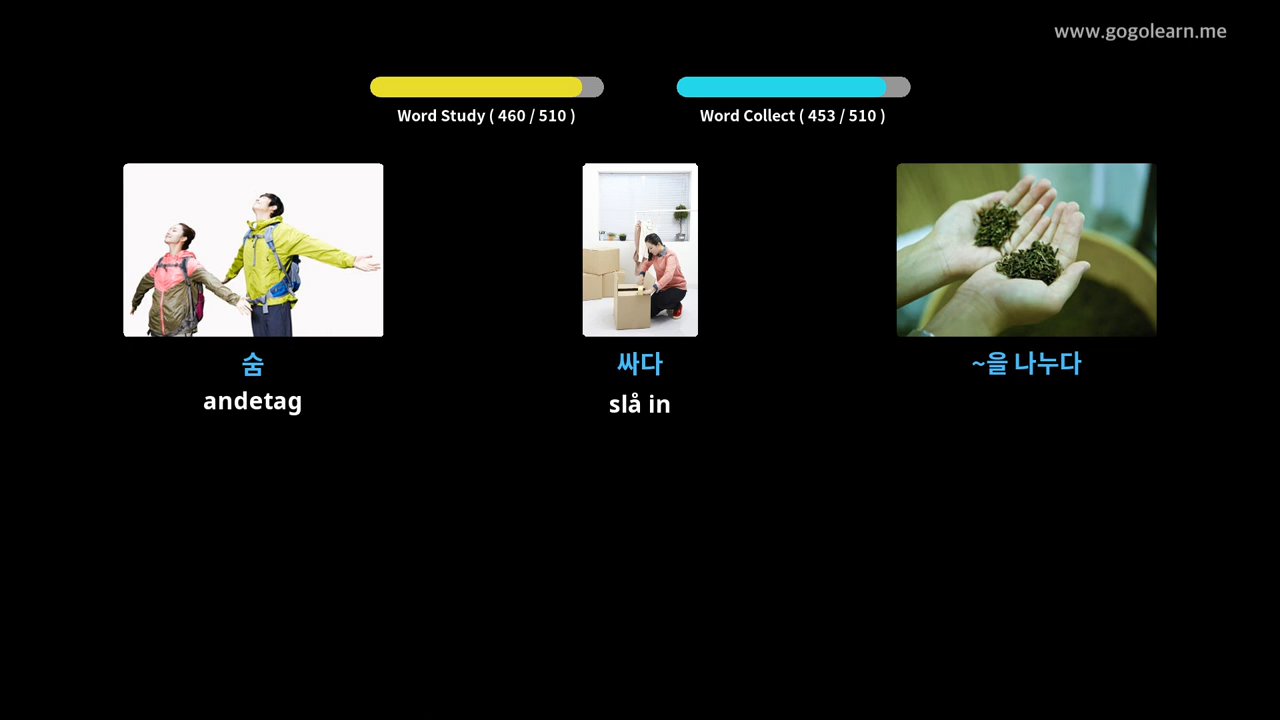 www.gogolearn.me
Word Study ( 460 / 510 )
Word Collect ( 453 / 510 )
숨
andetag
싸다
slå in
~을 나누다